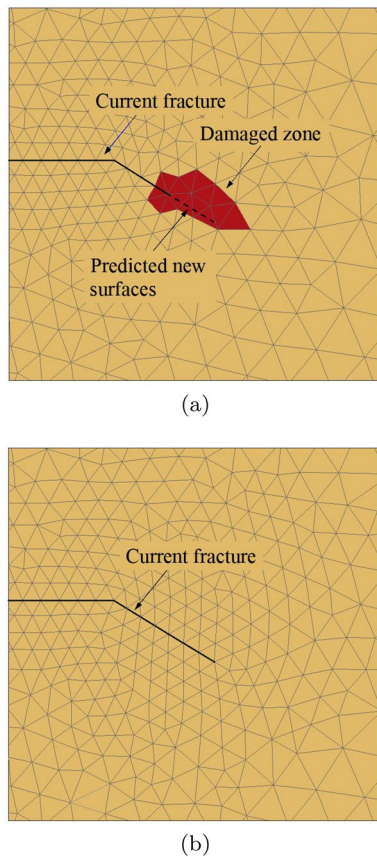 Current fracture
Damaged zone
Predicted new
surfaces
(a)
Current fracture
(b)